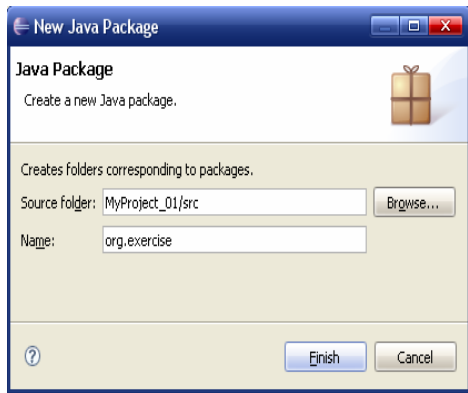 New Java Package
Java Package
Create a new Java package.
Creates folders corresponding to packages.
Source folder: MyProject_01/src Browse...
Name: org.exercise
? Finish Cancel